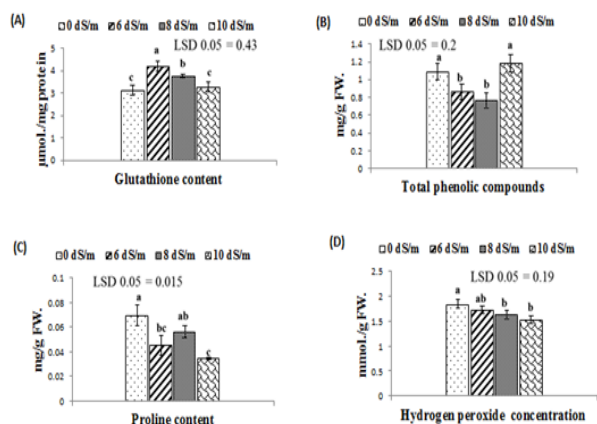 (A)
0 dS/m 6 dS/m 8 dS/m 10 dS/m
LSD 0.05 = 0.43
5
4
3
2
1
0
c a b c
µmol./mg protein
Glutathione content
(B)
0 dS/m 6 dS/m 8 dS/m 10 dS/m
LSD 0.05 = 0.2
1.4
1.2
1
0.8
0.6
0.4
0.2
0
a b b a
mg/g FW.
Total phenolic compounds
(C)
0 dS/m 6 dS/m 8 dS/m 10 dS/m
LSD 0.05 = 0.015
0.1
0.08
0.06
0.04
0.02
0
a bc ab c
mg/g FW.
Proline content
(D)
0 dS/m 6 dS/m 8 dS/m 10 dS/m
LSD 0.05 = 0.19
2.5
2
1.5
1
0.5
0
a ab b b
mmol./g FW.
Hydrogen peroxide concentration